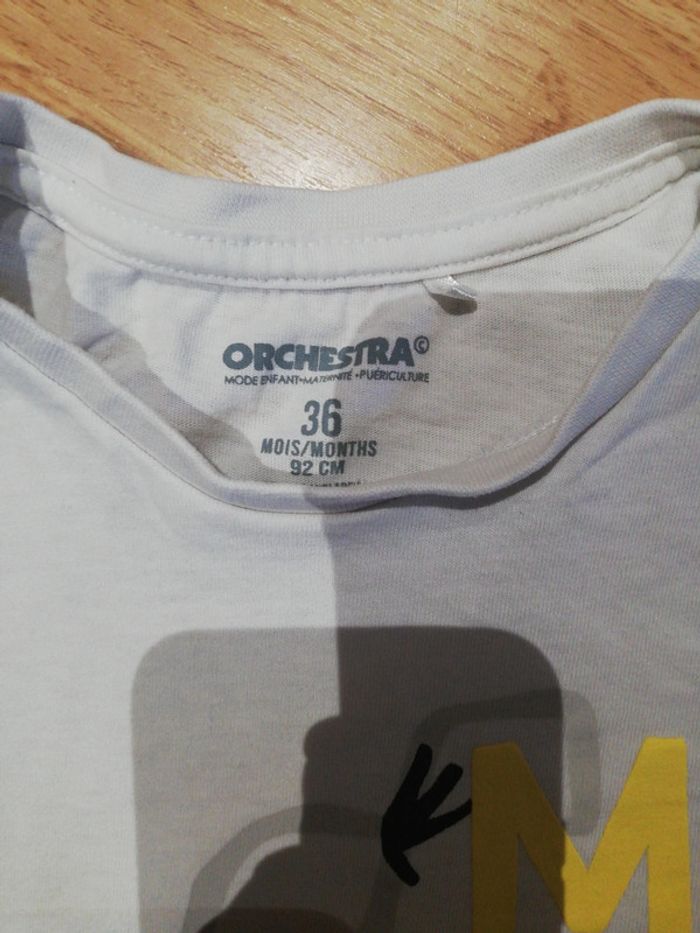 ORCHESTRA©
MODE ENFANT•MATERNITÉ •PUÉRICULTURE
36
MOIS/MONTHS
92 CM
M